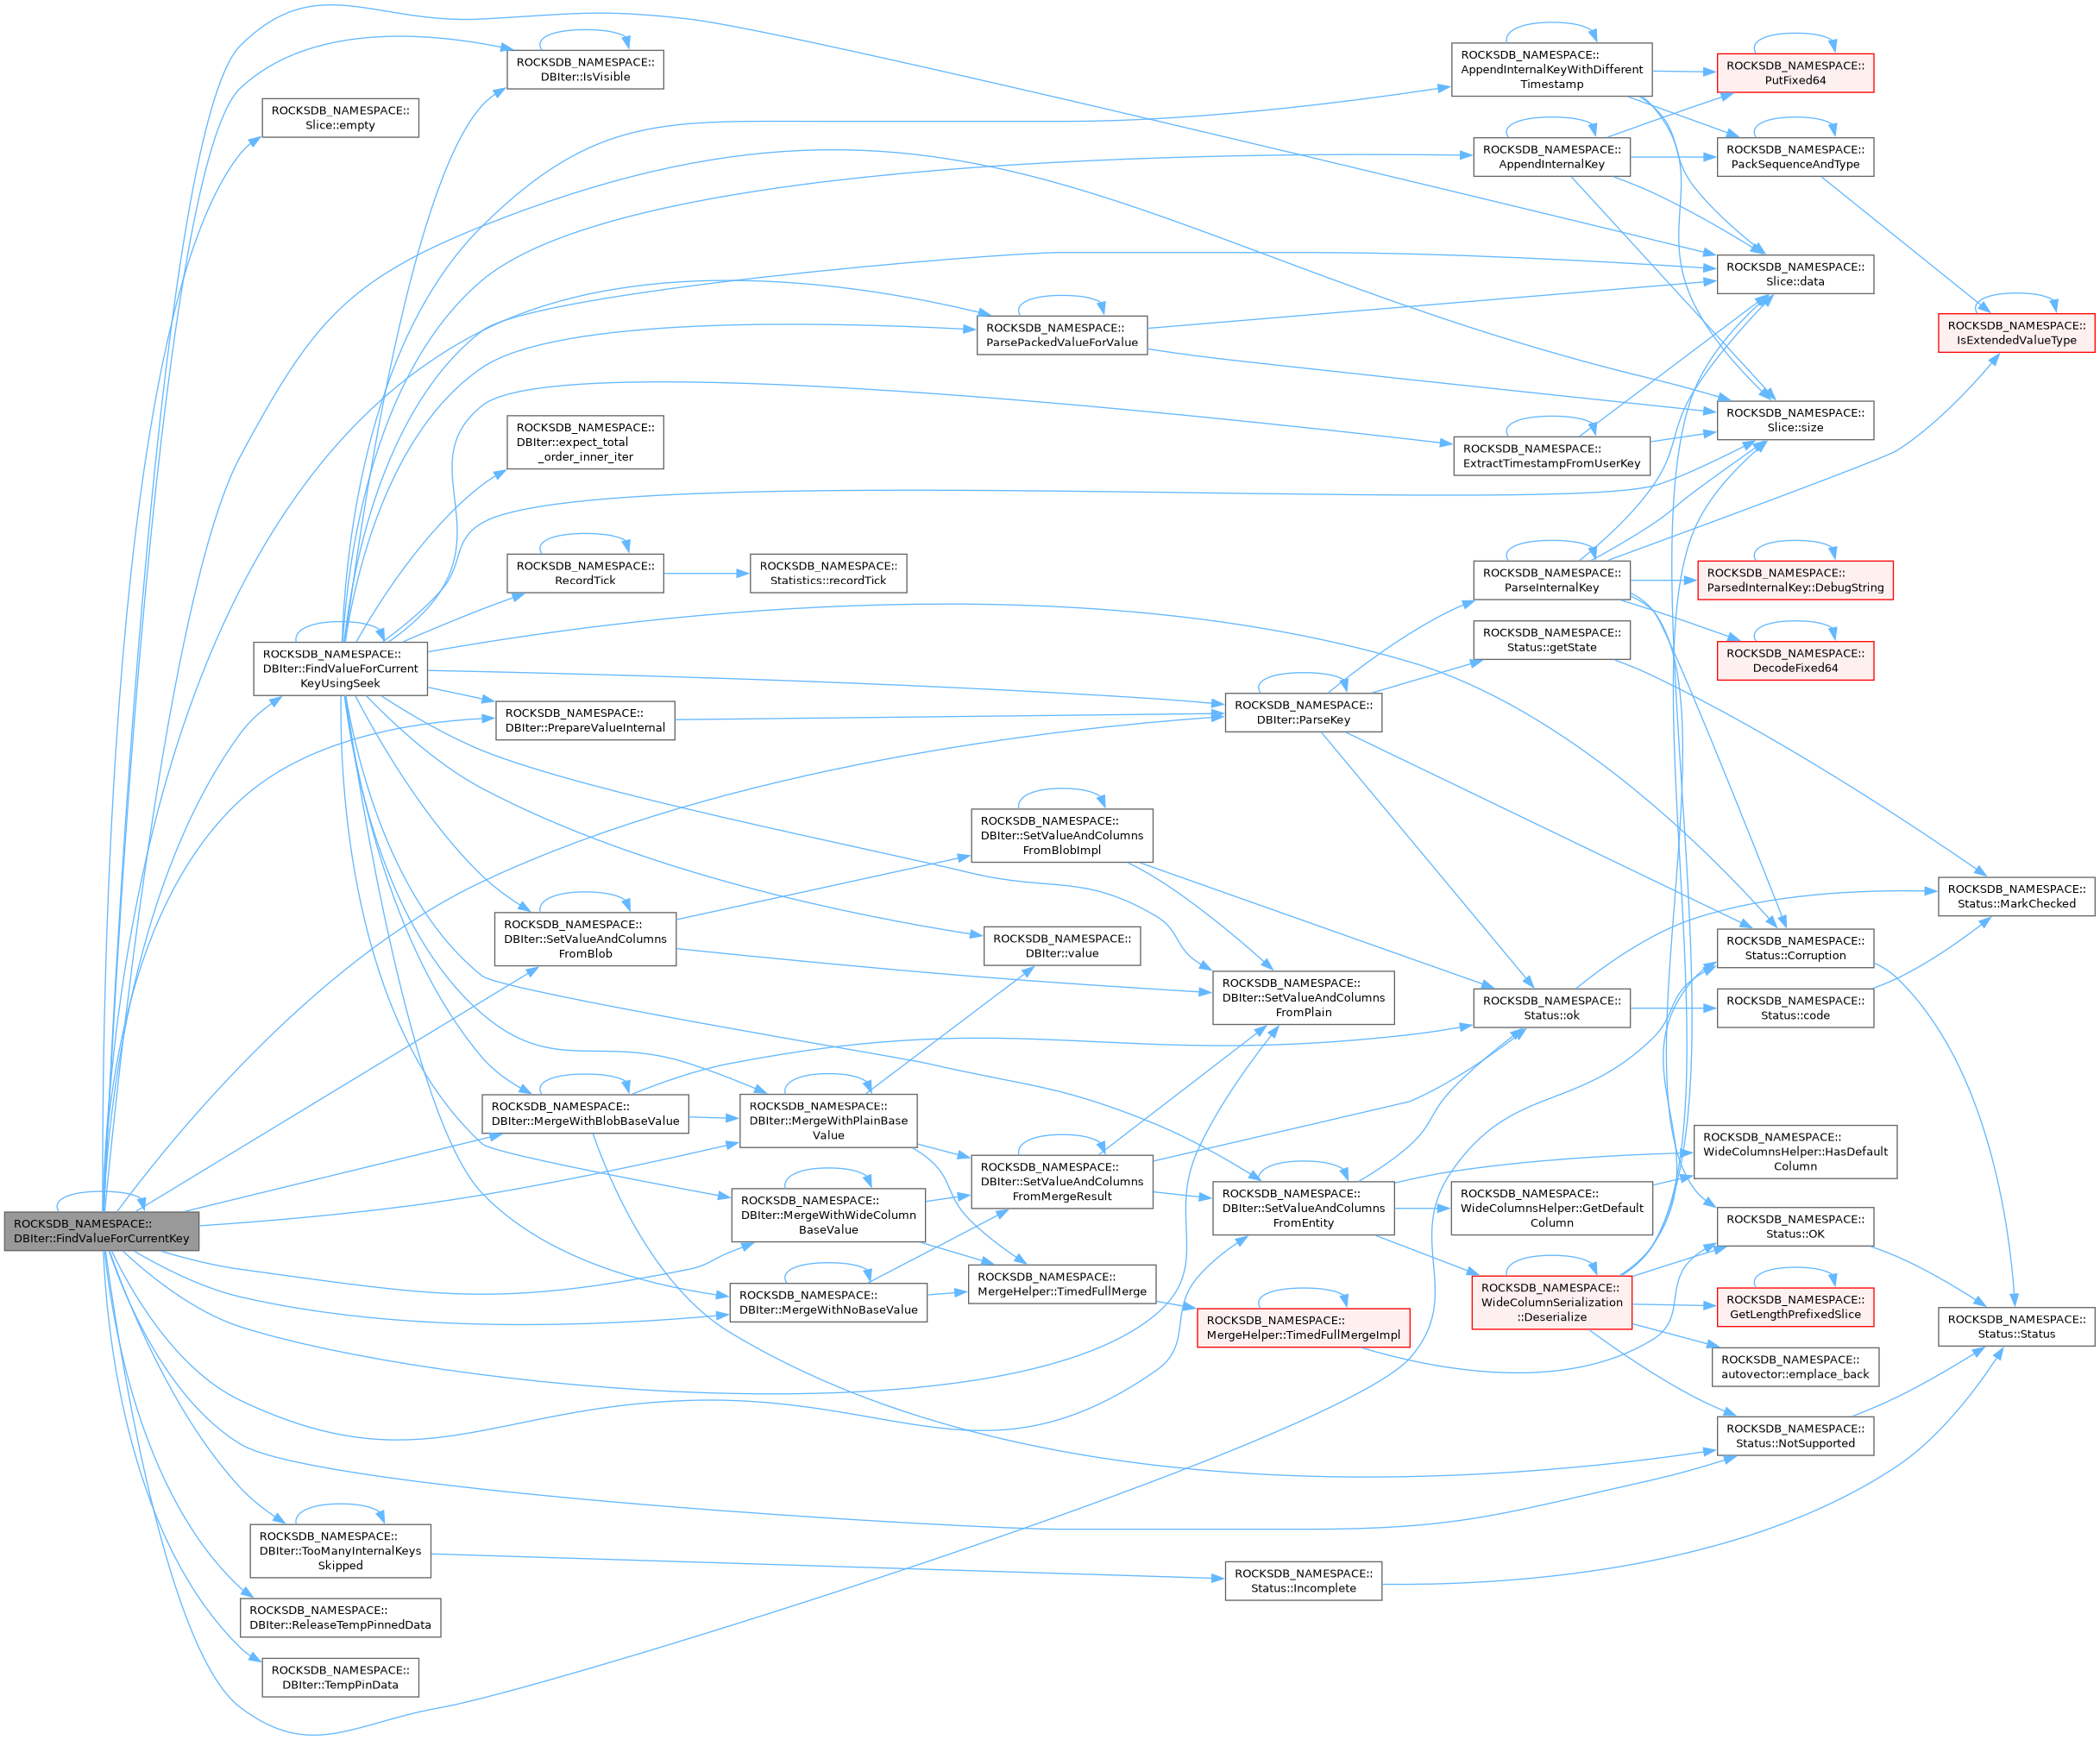 ROCKSDB_NAMESPACE::
DBIter::FindValueForCurrentKey
ROCKSDB_NAMESPACE::
Slice::empty
ROCKSDB_NAMESPACE::
DBIter::FindValueForCurrent
KeyUsingSeek
ROCKSDB_NAMESPACE::
DBIter::TooManyInternalKeys
Skipped
ROCKSDB_NAMESPACE::
DBIter::ReleaseTempPinnedData
ROCKSDB_NAMESPACE::
DBIter::TempPinData
ROCKSDB_NAMESPACE::
DBIter::IsVisible
ROCKSDB_NAMESPACE::
DBIter::expect_total
_order_inner_iter
ROCKSDB_NAMESPACE::
RecordTick
ROCKSDB_NAMESPACE::
DBIter::PrepareValueInternal
ROCKSDB_NAMESPACE::
DBIter::SetValueAndColumns
FromBlob
ROCKSDB_NAMESPACE::
DBIter::MergeWithBlobBaseValue
ROCKSDB_NAMESPACE::
Statistics::recordTick
ROCKSDB_NAMESPACE::
DBIter::MergeWithPlainBase
Value
ROCKSDB_NAMESPACE::
DBIter::MergeWithWideColumn
BaseValue
ROCKSDB_NAMESPACE::
DBIter::MergeWithNoBaseValue
ROCKSDB_NAMESPACE::
ParsePackedValueForValue
ROCKSDB_NAMESPACE::
DBIter::SetValueAndColumns
FromBlobImpl
ROCKSDB_NAMESPACE::
DBIter::value
ROCKSDB_NAMESPACE::
DBIter::SetValueAndColumns
FromMergeResult
ROCKSDB_NAMESPACE::
MergeHelper::TimedFullMerge
ROCKSDB_NAMESPACE::
DBIter::ParseKey
ROCKSDB_NAMESPACE::
DBIter::SetValueAndColumns
FromPlain
ROCKSDB_NAMESPACE::
DBIter::SetValueAndColumns
FromEntity
ROCKSDB_NAMESPACE::
MergeHelper::TimedFullMergeImpl
ROCKSDB_NAMESPACE::
Status::Incomplete
ROCKSDB_NAMESPACE::
AppendInternalKeyWithDifferent
Timestamp
ROCKSDB_NAMESPACE::
AppendInternalKey
ROCKSDB_NAMESPACE::
ExtractTimestampFromUserKey
ROCKSDB_NAMESPACE::
ParseInternalKey
ROCKSDB_NAMESPACE::
Status::getState
ROCKSDB_NAMESPACE::
Status::ok
ROCKSDB_NAMESPACE::
WideColumnsHelper::GetDefault
Column
ROCKSDB_NAMESPACE::
WideColumnSerialization
::Deserialize
ROCKSDB_NAMESPACE::
PutFixed64
ROCKSDB_NAMESPACE::
PackSequenceAndType
ROCKSDB_NAMESPACE::
Slice::data
ROCKSDB_NAMESPACE::
Slice::size
ROCKSDB_NAMESPACE::
ParsedInternalKey::DebugString
ROCKSDB_NAMESPACE::
DecodeFixed64
ROCKSDB_NAMESPACE::
Status::Corruption
ROCKSDB_NAMESPACE::
Status::code
ROCKSDB_NAMESPACE::
WideColumnsHelper::HasDefault
Column
ROCKSDB_NAMESPACE::
Status::OK
ROCKSDB_NAMESPACE::
GetLengthPrefixedSlice
ROCKSDB_NAMESPACE::
autovector::emplace_back
ROCKSDB_NAMESPACE::
Status::NotSupported
ROCKSDB_NAMESPACE::
IsExtendedValueType
ROCKSDB_NAMESPACE::
Status::MarkChecked
ROCKSDB_NAMESPACE::
Status::Status